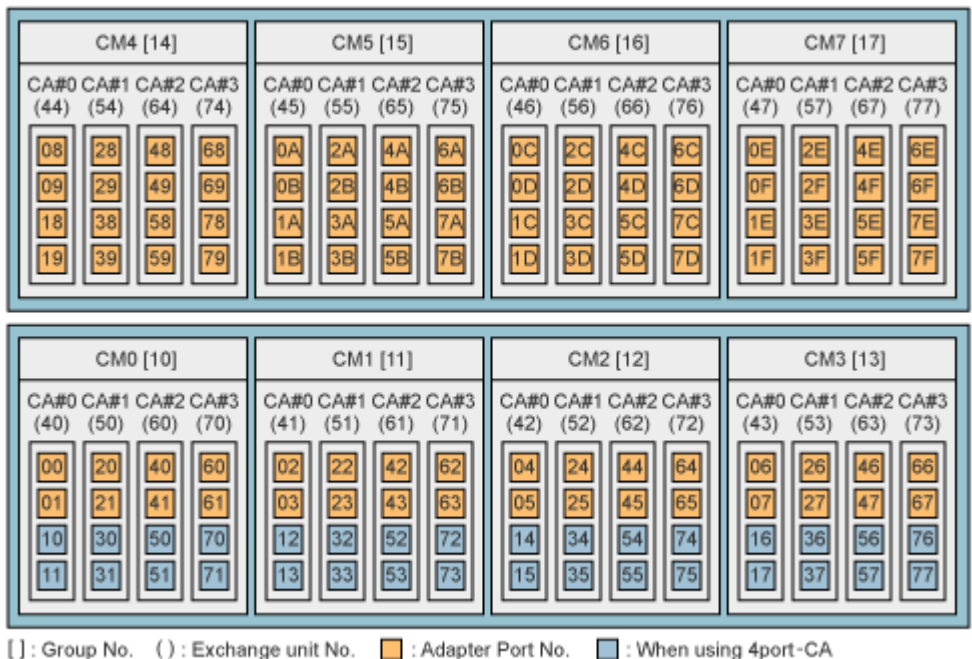 CM4 [14] CM5 [15] CM6 [16] CM7 [17]
CA#0 CA#1 CA#2 CA#3 CA#0 CA#1 CA#2 CA#3 CA#0 CA#1 CA#2 CA#3 CA#0 CA#1 CA#2 CA#3
(44) (54) (64) (74) (45) (55) (65) (75) (46) (56) (66) (76) (47) (57) (67) (77)
08 28 48 68 0A 2A 4A 6A 0C 2C 4C 6C 0E 2E 4E 6E
09 29 49 69 0B 2B 4B 6B 0D 2D 4D 6D 0F 2F 4F 6F
18 38 58 78 1A 3A 5A 7A 1C 3C 5C 7C 1E 3E 5E 7E
19 39 59 79 1B 3B 5B 7B 1D 3D 5D 7D 1F 3F 5F 7F
CM0 [10] CM1 [11] CM2 [12] CM3 [13]
CA#0 CA#1 CA#2 CA#3 CA#0 CA#1 CA#2 CA#3 CA#0 CA#1 CA#2 CA#3 CA#0 CA#1 CA#2 CA#3
(40) (50) (60) (70) (41) (51) (61) (71) (42) (52) (62) (72) (43) (53) (63) (73)
00 20 40 60 02 22 42 62 04 24 44 64 06 26 46 66
01 21 41 61 03 23 43 63 05 25 45 65 07 27 47 67
10 30 50 70 12 32 52 72 14 34 54 74 16 36 56 76
11 31 51 71 13 33 53 73 15 35 55 75 17 37 57 77
[ ] : Group No. ( ) : Exchange unit No. : Adapter Port No. : When using 4port-CA